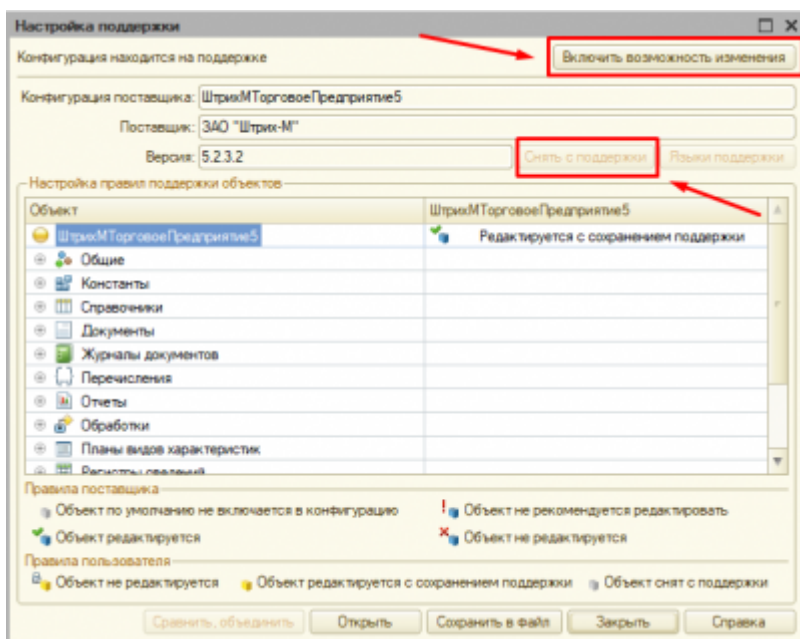 Настройка поддержки
Конфигурация находится на поддержке
Включить возможность изменения
Конфигурация поставщика: ШтрихМТорговоеПредприятие5
Поставщик: ЗАО "Штрих-М"
Версия: 5.2.3.2
Снять с поддержки
Языки поддержки
Настройка правил поддержки объектов
Объект
ШтрихМТорговоеПредприятие5
ШтрихМТорговоеПредприятие5
Редактируется с сохранением поддержки
Общие
Константы
Справочники
Документы
Журналы документов
Перечисления
Отчеты
Обработки
Планы видов характеристик
Регистры сведений
Правила поставщика
Объект по умолчанию не включается в конфигурацию
Объект не рекомендуется редактировать
Объект редактируется
Объект не редактируется
Правила пользователя
Объект не редактируется
Объект редактируется с сохранением поддержки
Объект снят с поддержки
Сравнить, объединить
Открыть
Сохранить в файл
Закрыть
Справка